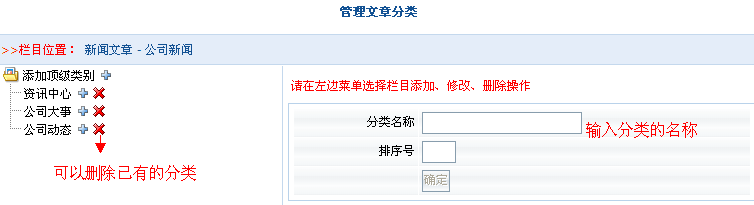 管理文章分类
>>栏目位置： 新闻文章 - 公司新闻
添加顶级类别
资讯中心
公司大事
公司动态
可以删除已有的分类
请在左边菜单选择栏目添加、修改、删除操作
分类名称
输入分类的名称
排序号
确定